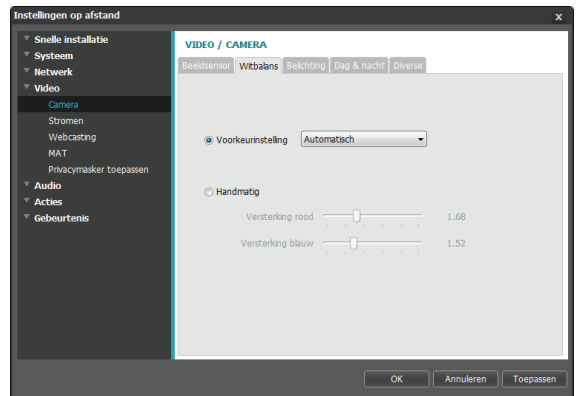 Instellingen op afstand
x
Snelle installatie
Systeem
Netwerk
Video
Camera
Stromen
Webcasting
MAT
Privacymasker toepassen
Audio
Acties
Gebeurtenis
VIDEO / CAMERA
Beeldsensor Witbalans Belichting Dag & nacht Diverse
Voorkeurinstelling Automatisch
Handmatig
Versterking rood 1.68
Versterking blauw 1.52
OK Annuleren Toepassen